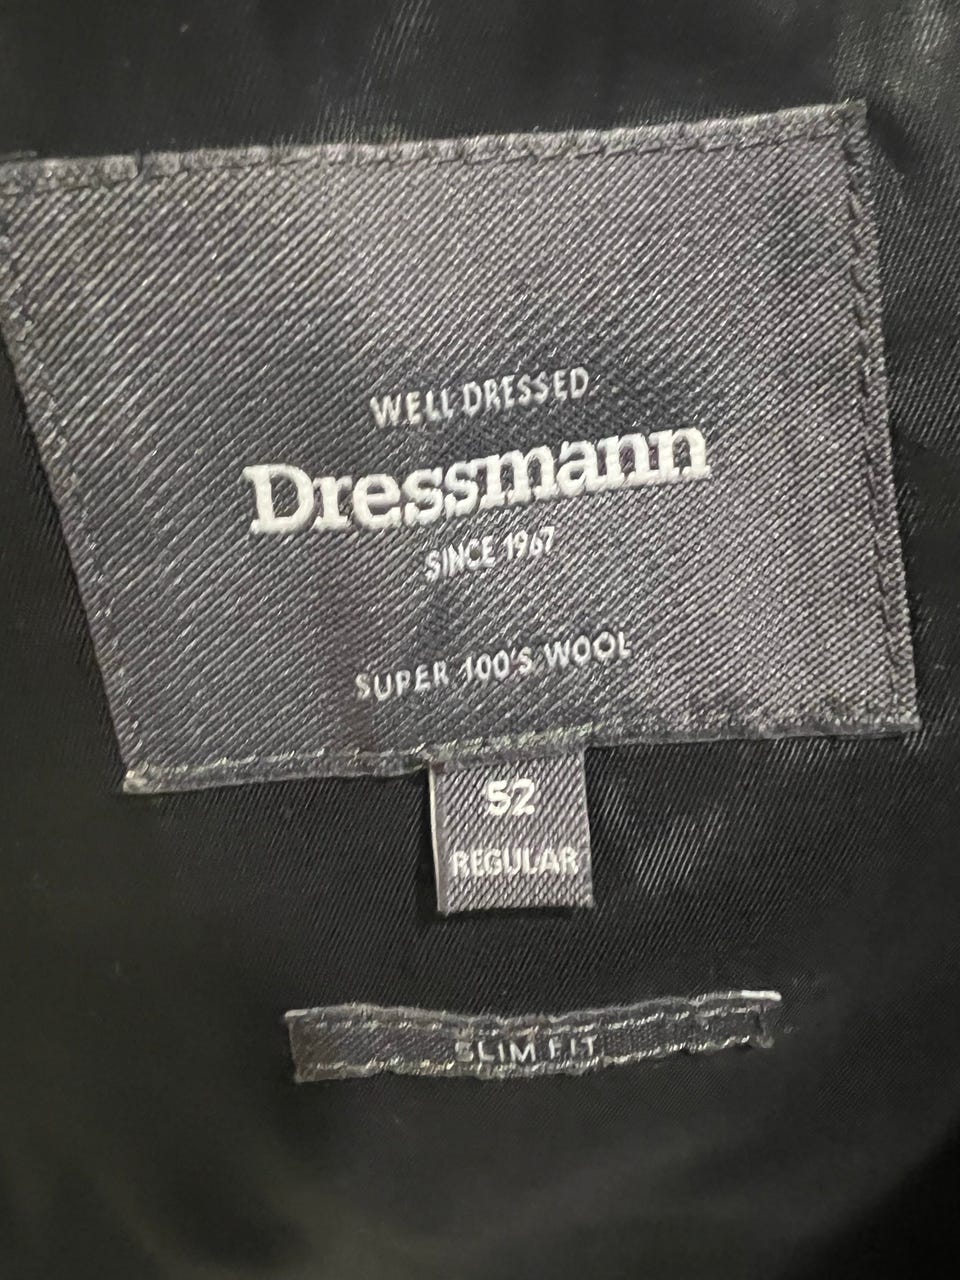 WELL DRESSED
Dressmann
SINCE 1967
SUPER 100'S WOOL
52
REGULAR
SLIM FIT